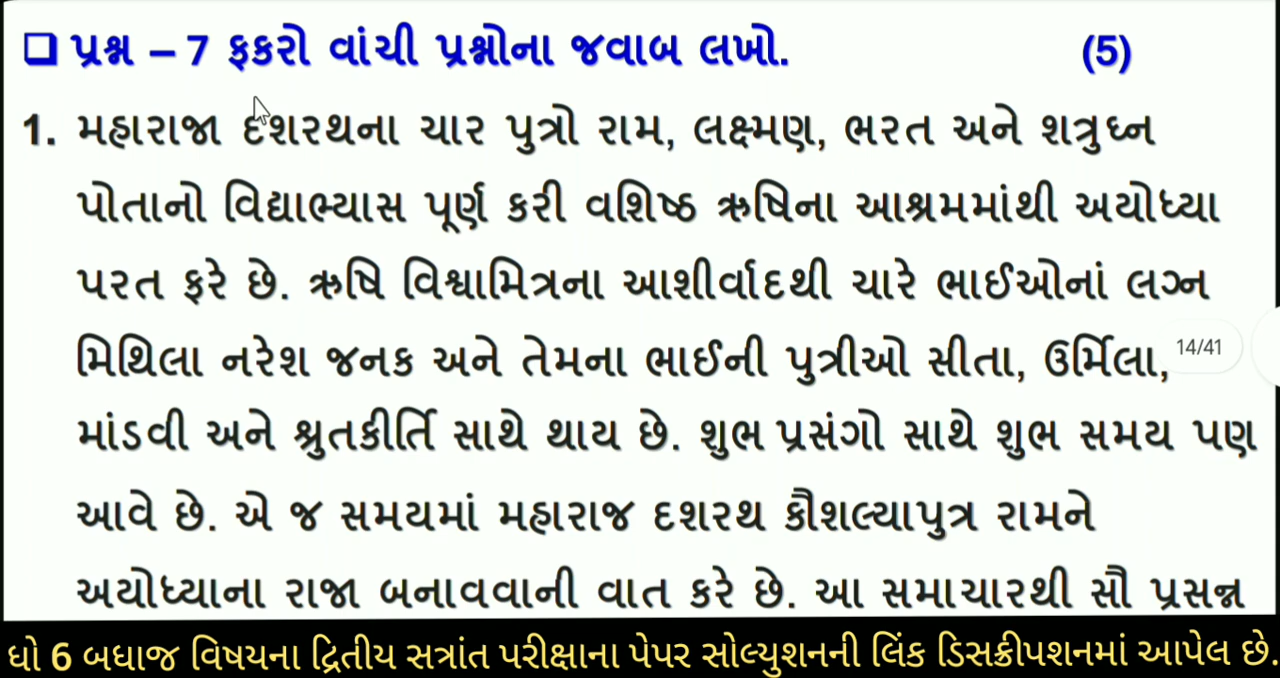 ❑ પ્રશ્ન – 7 ફકરો વાંચી પ્રશ્નોના જવાબ લખો. (5)
1. મહારાજા દશરથના ચાર પુત્રો રામ, લક્ષ્મણ, ભરત અને શત્રુઘ્ન
પોતાનો વિદ્યાભ્યાસ પૂર્ણ કરી વશિષ્ઠ ઋષિના આશ્રમમાંથી અયોધ્યા
પરત ફરે છે. ઋષિ વિશ્વામિત્રના આશીર્વાદથી ચારે ભાઈઓનાં લગ્ન
મિથિલા નરેશ જનક અને તેમના ભાઈની પુત્રીઓ સીતા, ઉર્મિલા,
14/41
માંડવી અને શ્રુતકીર્તિ સાથે થાય છે. શુભ પ્રસંગો સાથે શુભ સમય પણ
આવે છે. એ જ સમયમાં મહારાજ દશરથ કૌશલ્યાપુત્ર રામને
અયોધ્યાના રાજા બનાવવાની વાત કરે છે. આ સમાચારથી સૌ પ્રસન્ન
ધો 6 બધાજ વિષયના દ્વિતીય સત્રાંત પરીક્ષાના પેપર સોલ્યુશનની લિંક ડિસક્રીપશનમાં આપેલ છે.